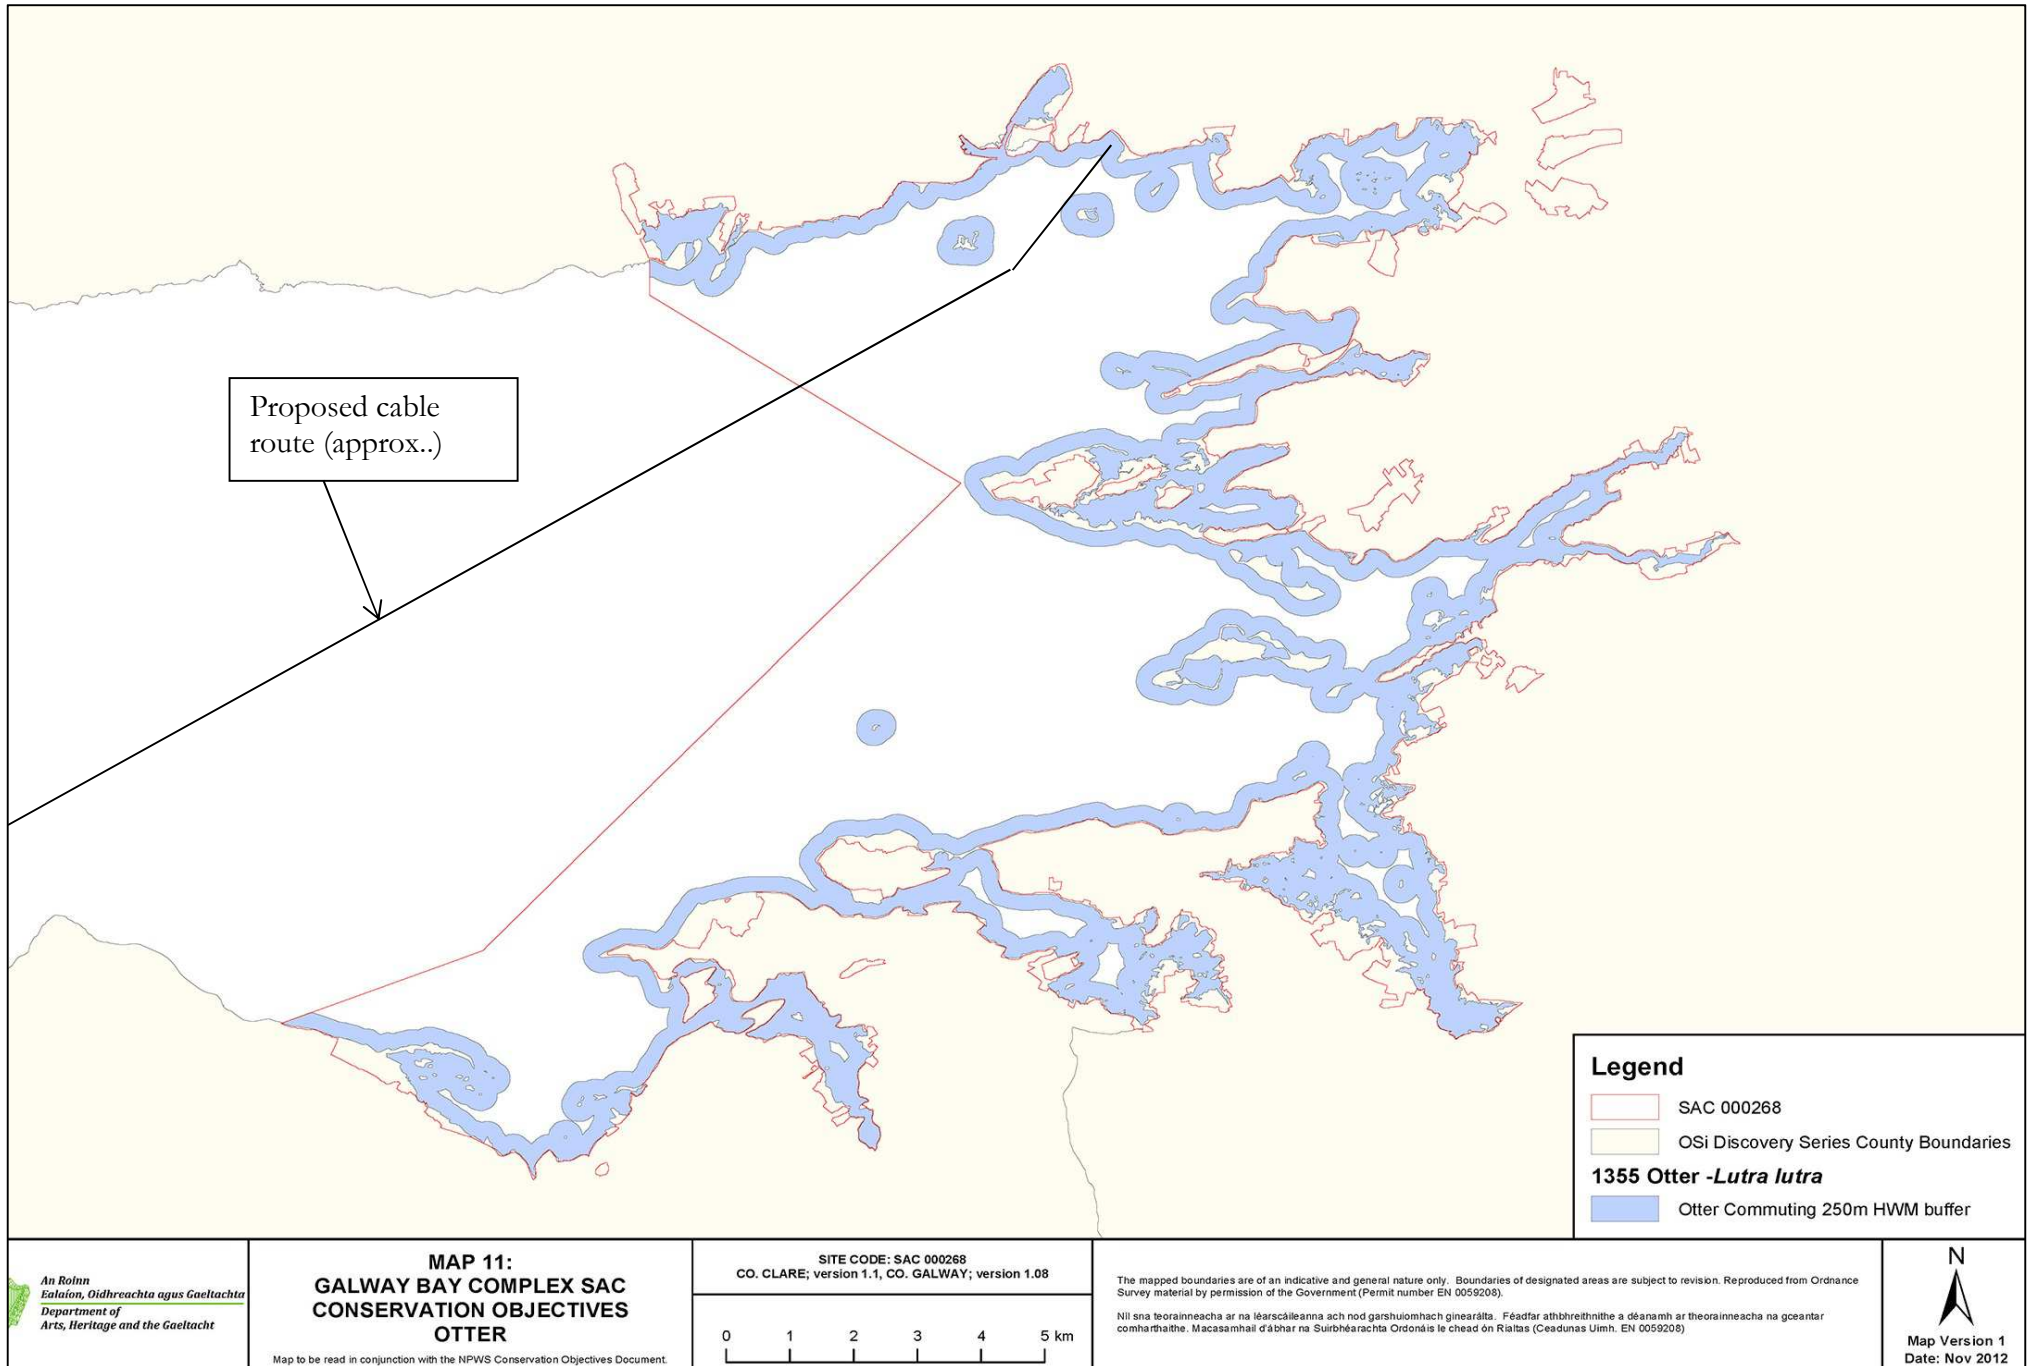 Proposed cable
route (approx..)
Legend
SAC 000268
OSi Discovery Series County Boundaries
1355 Otter -Lutra lutra
Otter Commuting 250m HWM buffer
An Roinn
Ealaíon, Oidhreachta agus Gaeltachta
Department of
Arts, Heritage and the Gaeltacht
MAP 11:
GALWAY BAY COMPLEX SAC
CONSERVATION OBJECTIVES
OTTER
Map to be read in conjunction with the NPWS Conservation Objectives Document.
SITE CODE: SAC 000268
CO. CLARE; version 1.1, CO. GALWAY; version 1.08
0 1 2 3 4 5 km
The mapped boundaries are of an indicative and general nature only. Boundaries of designated areas are subject to revision. Reproduced from Ordnance
Survey material by permission of the Government (Permit number EN 0059208).
Níl sna teorainneacha ar na léarscáileanna ach nod garshuiomhach ginearálta. Féadfar athbhreithnithe a déanamh ar theorainneacha na gceantar
comharthaithe. Macasamhail d'ábhar na Suirbhéarachta Ordonáis le chead ón Rialtas (Ceadunas Uimh. EN 0059208)
N
Map Version 1
Date: Nov 2012